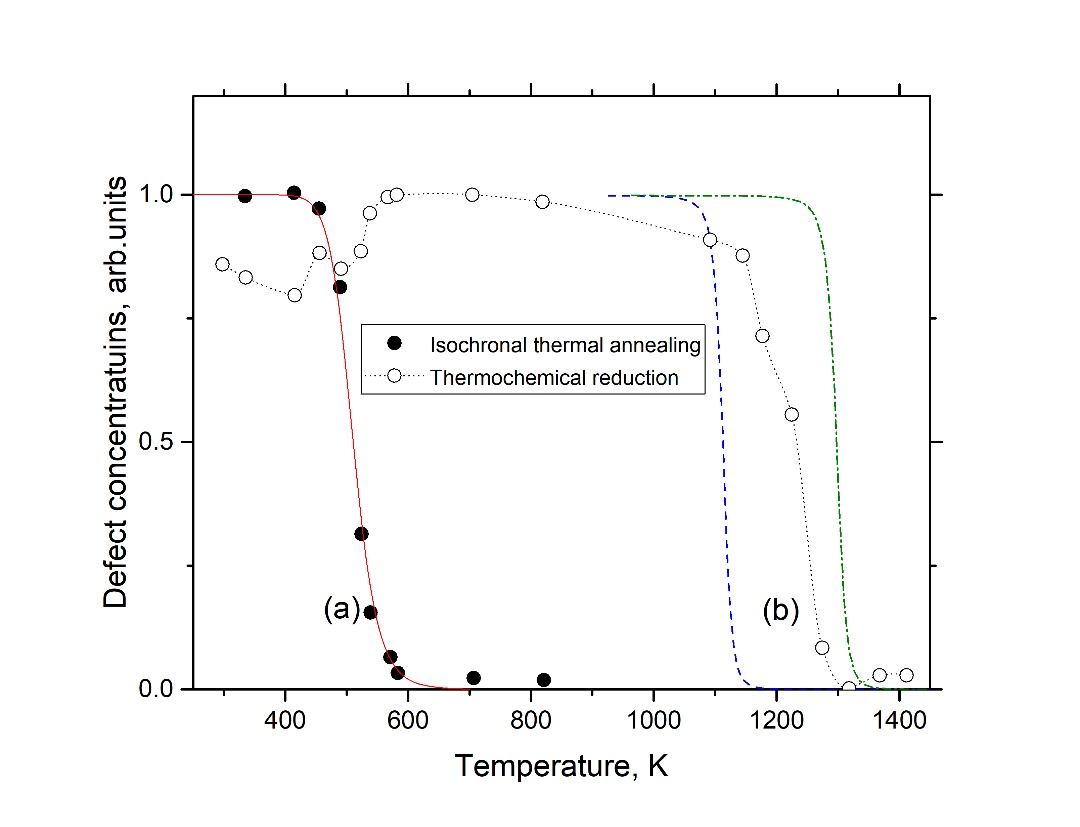 1.0
0.5
0.0
Defect concentratuins, arb.units
Isochronal thermal annealing
Thermochemical reduction
(a)
(b)
400 600 800 1000 1200 1400
Temperature, K